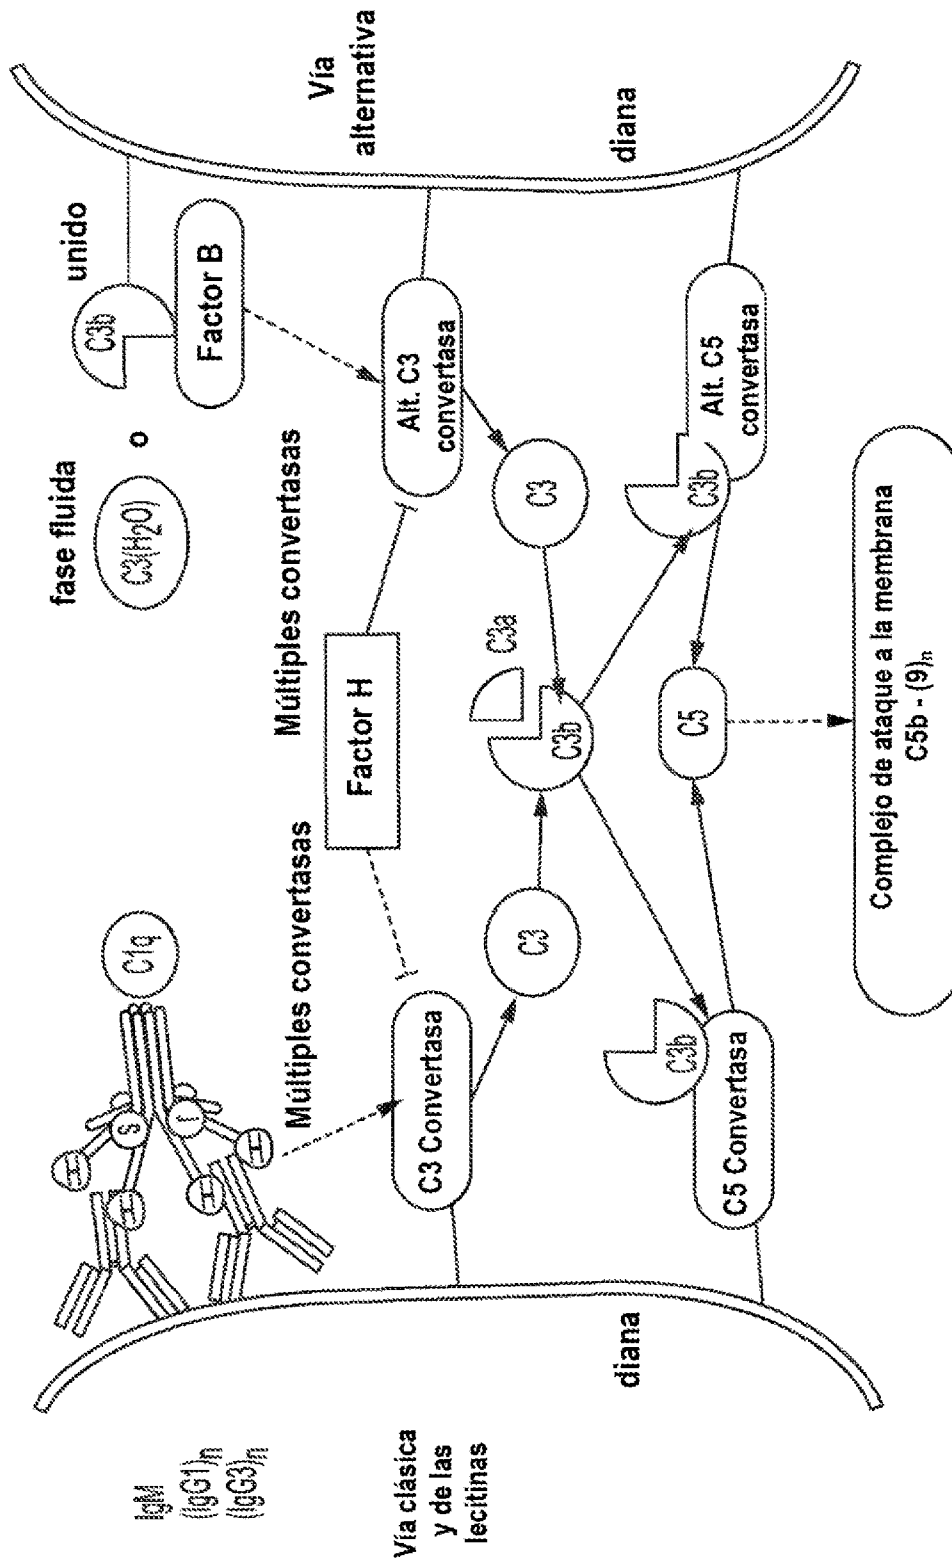 IgM
(IgG1)n
(IgG3)n
Vía clásica
y de las
lecitinas
C1q
S
I
H
H
H
H
fase fluida
C3(H2O)
o
unido
C3b
Factor B
Vía
alternativa
Múltiples convertasas
Múltiples convertasas
C3 Convertasa
Factor H
Alt. C3
convertasa
C3
C3b
C3a
C3
diana
diana
C3b
C5 Convertasa
C5
C3b
Alt. C5
convertasa
Complejo de ataque a la membrana
C5b - (9)n